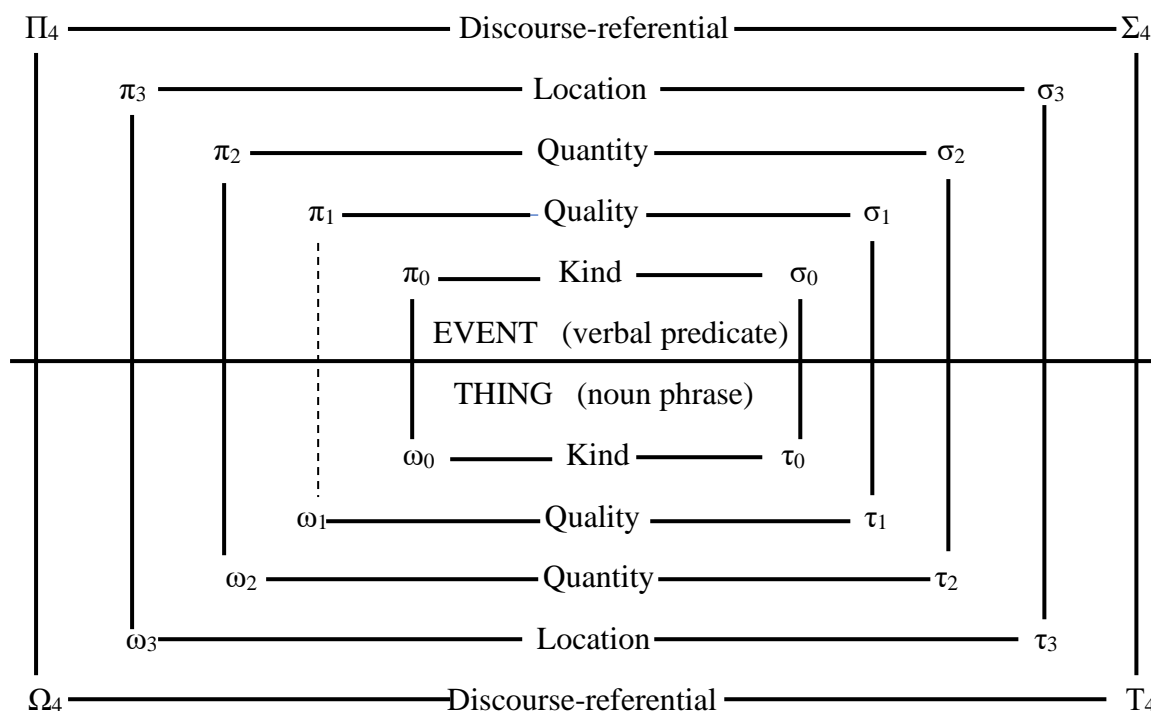 Π4 Discourse-referential Σ4
π3 Location σ3
π2 Quantity σ2
π1 Quality σ1
π0 Kind σ0
EVENT (verbal predicate)
THING (noun phrase)
ω0 Kind τ0
ω1 Quality τ1
ω2 Quantity τ2
ω3 Location τ3
Ω4 Discourse-referential T4